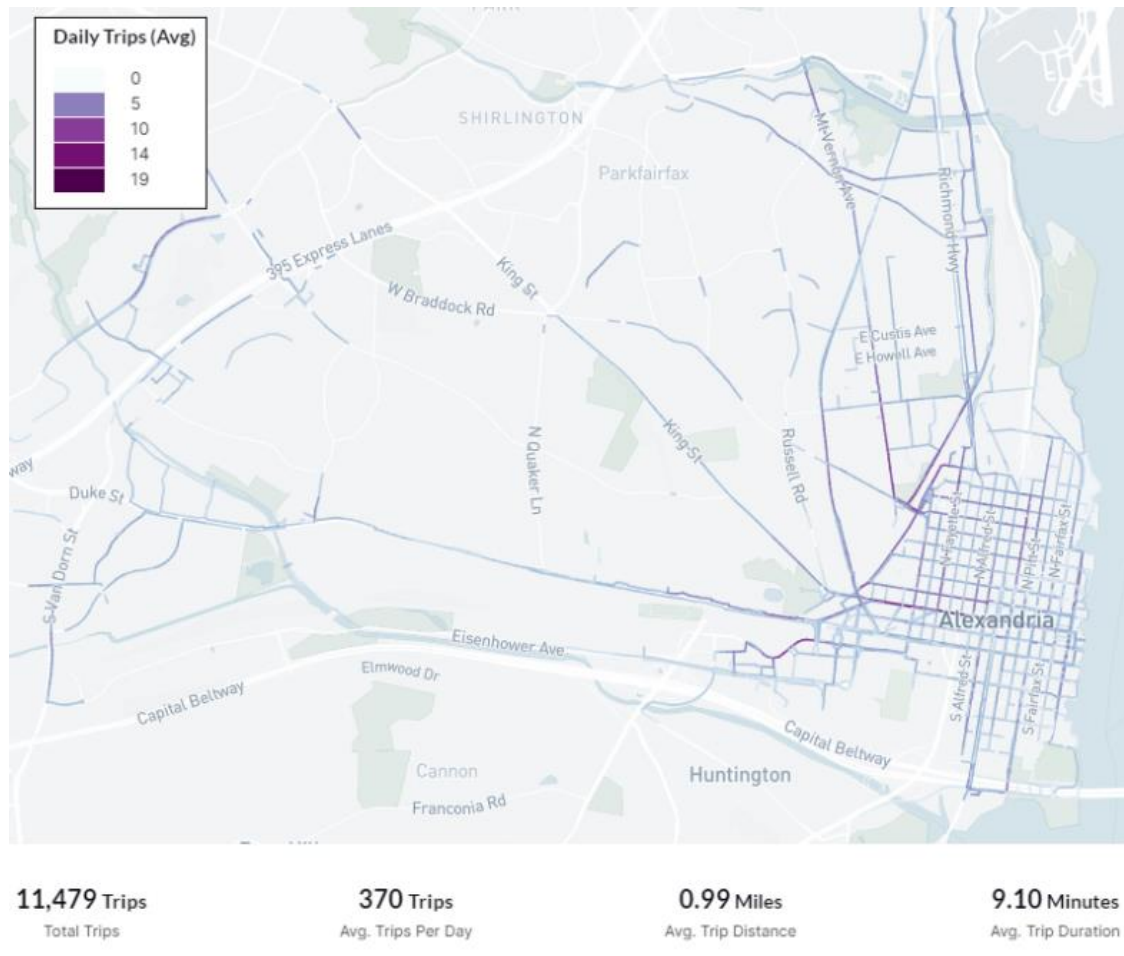 Daily Trips (Avg)
0
5
10
14
19
SHIRLINGTON
Parkfairfax
Mt Vernon Ave
Richmond Hwy
395 Express Lanes
King St
W Braddock Rd
E Custis Ave
E Howell Ave
King St
N Quaker Ln
Russell Rd
way
Duke St
S Van Dorn St
N Fayette St
N Alfred St
N Pitt St
N Fairfax St
Alexandria
Eisenhower Ave
Elmwood Dr
Capital Beltway
S Alfred St
S Fairfax St
Capital Beltway
Cannon
Huntington
Franconia Rd
11,479 Trips
Total Trips
370 Trips
Avg. Trips Per Day
0.99 Miles
Avg. Trip Distance
9.10 Minutes
Avg. Trip Duration